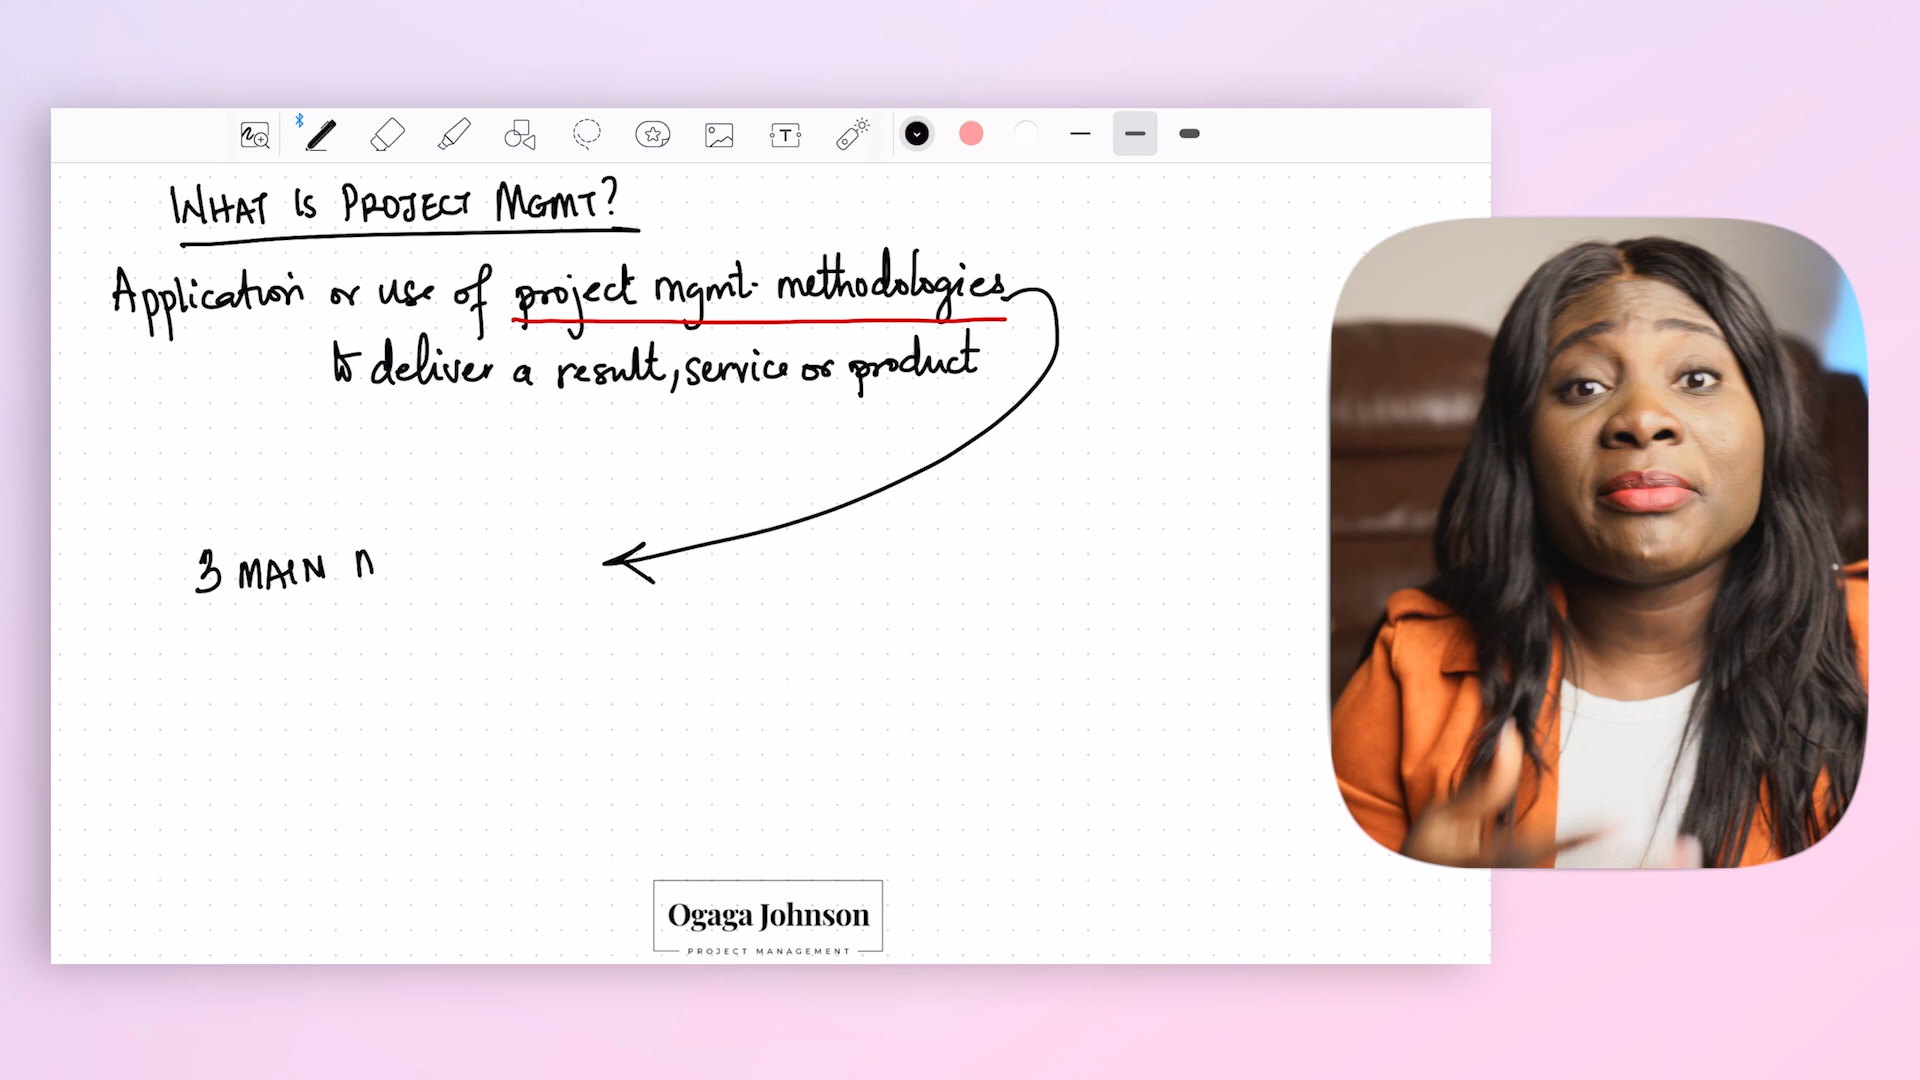 WHAT IS PROJECT MGMT?
Application or use of project mgmt. methodologies
to deliver a result, service or product
3 MAIN
Ogaga Johnson
PROJECT MANAGEMENT